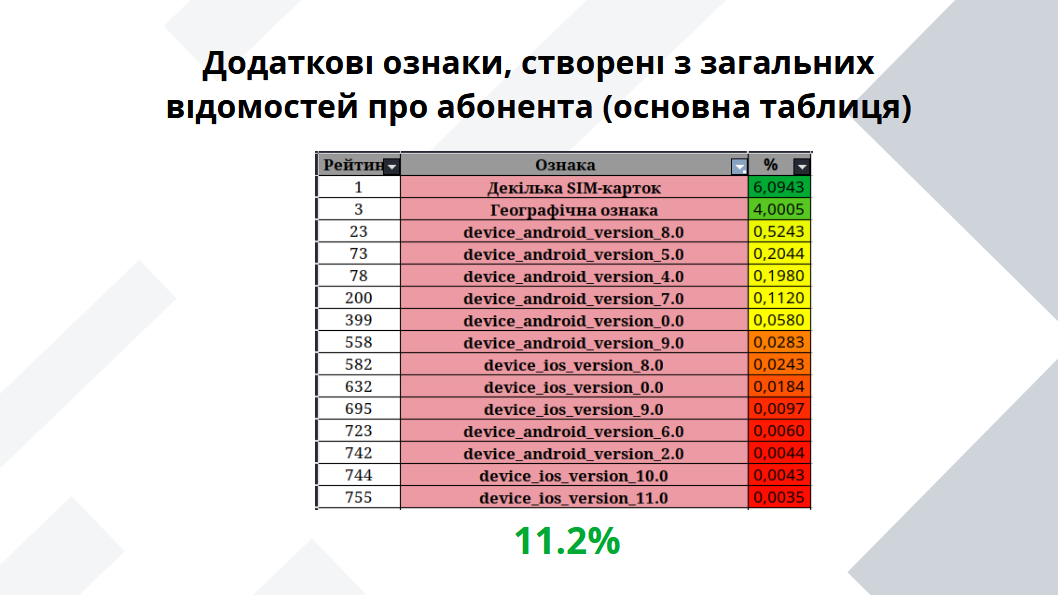 Додаткові ознаки, створені з загальних
відомостей про абонента (основна таблиця)
Рейтин Ознака %
1 Декілька SIM-карток 6,0943
3 Географічна ознака 4,0005
23 device_android_version_8.0 0,5243
73 device_android_version_5.0 0,2044
78 device_android_version_4.0 0,1980
200 device_android_version_7.0 0,1120
399 device_android_version_0.0 0,0580
558 device_android_version_9.0 0,0283
582 device_ios_version_8.0 0,0243
632 device_ios_version_0.0 0,0184
695 device_ios_version_9.0 0,0097
723 device_android_version_6.0 0,0060
742 device_android_version_2.0 0,0044
744 device_ios_version_10.0 0,0043
755 device_ios_version_11.0 0,0035
11.2%